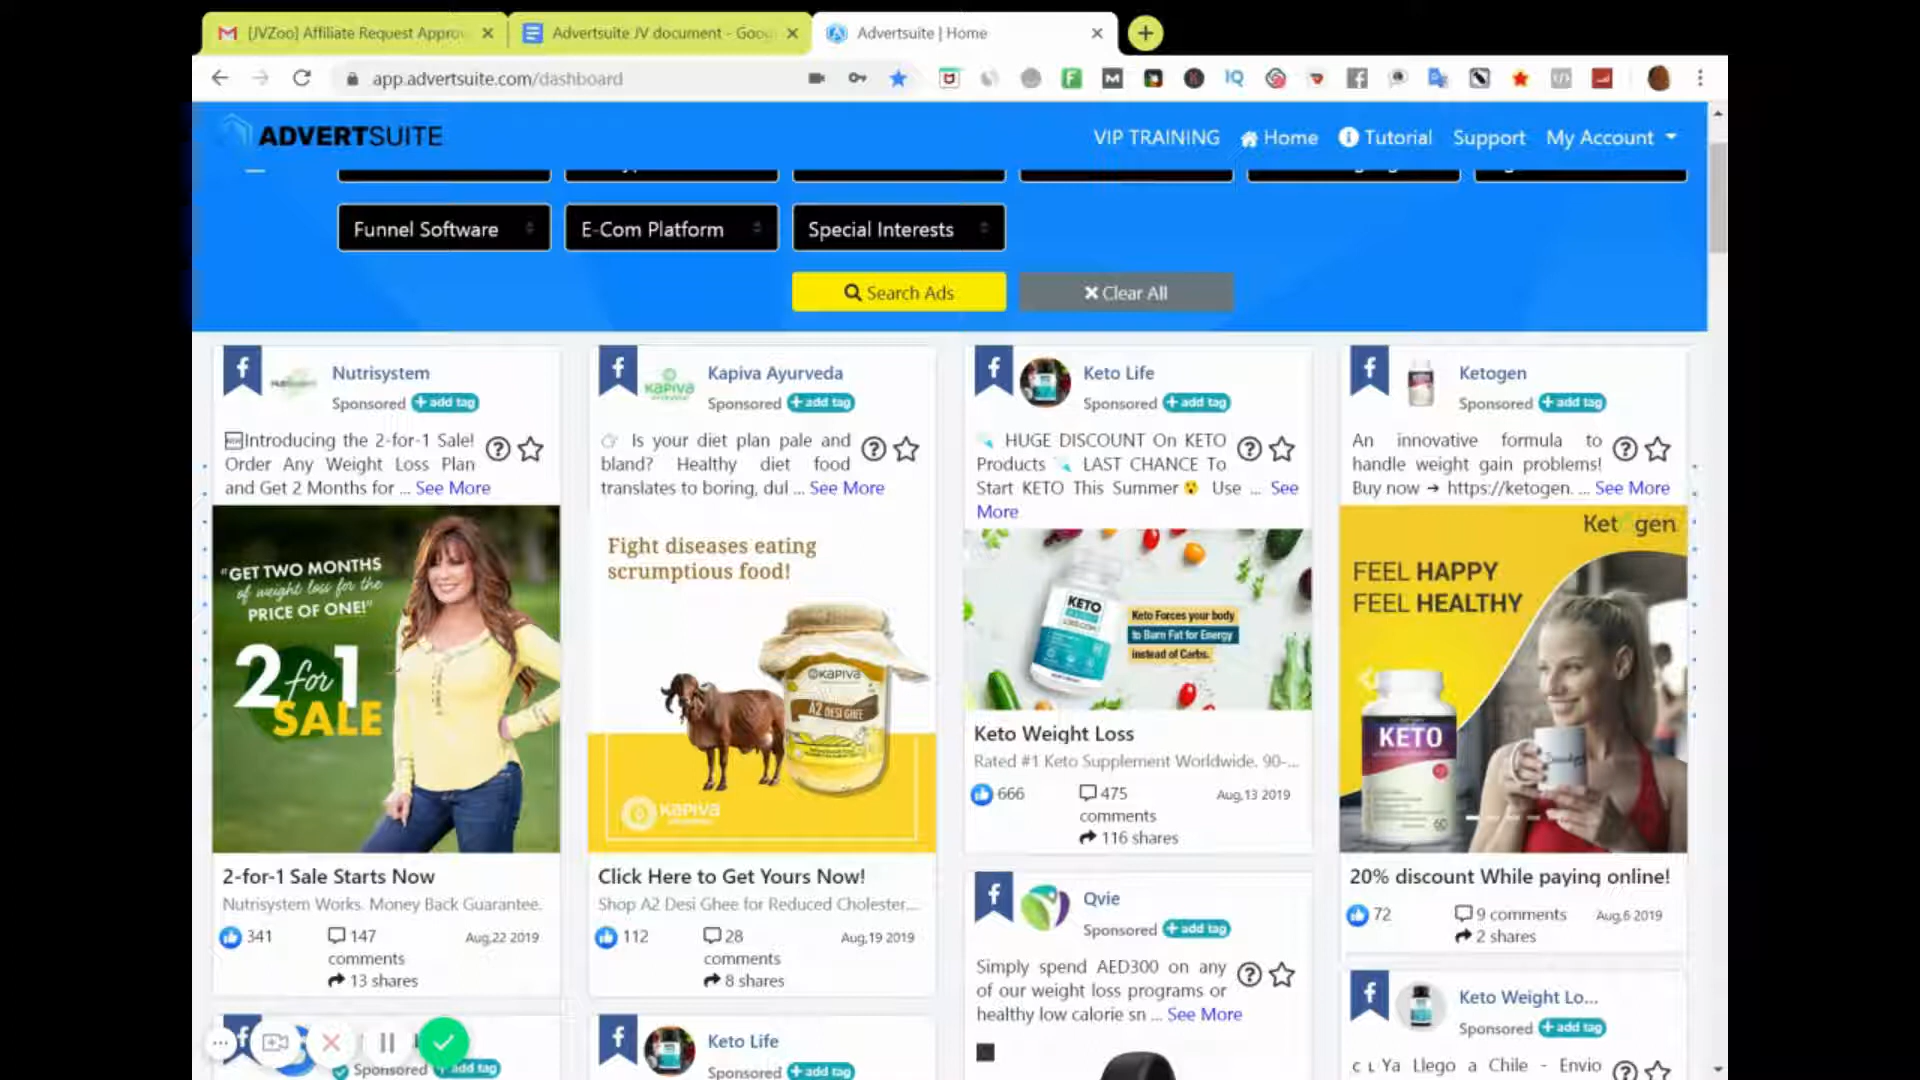 [JVZoo] Affiliate Request Appro
Advertsuite JV document - Goo
Advertsuite | Home
app.advertsuite.com/dashboard
ADVERTSUITE
VIP TRAINING
Home
Tutorial
Support
My Account
Funnel Software
E-Com Platform
Special Interests
Search Ads
Clear All
Nutrisystem
Sponsored + add tag
Introducing the 2-for-1 Sale!
Order Any Weight Loss Plan
and Get 2 Months for ... See More
"GET TWO MONTHS
of weight loss for the
PRICE OF ONE!"
2 for 1
SALE
2-for-1 Sale Starts Now
Nutrisystem Works. Money Back Guarantee.
341
147
comments
Aug,22 2019
13 shares
Sponsored + add tag
Kapiva Ayurveda
Sponsored + add tag
Is your diet plan pale and
bland? Healthy diet food
translates to boring, dul ... See More
Fight diseases eating
scrumptious food!
KAPIVA
A2 DESI GHEE
KAPIVA
Click Here to Get Yours Now!
Shop A2 Desi Ghee for Reduced Cholester....
112
28
comments
Aug,19 2019
8 shares
Keto Life
Sponsored + add tag
Keto Life
Sponsored + add tag
HUGE DISCOUNT On KETO
Products LAST CHANCE To
Start KETO This Summer Use ... See
More
KETO
Keto Forces your body
to Burn Fat for Energy
instead of Carbs.
Keto Weight Loss
Rated #1 Keto Supplement Worldwide. 90-...
666
475
comments
Aug,13 2019
116 shares
Qvie
Sponsored + add tag
Simply spend AED300 on any
of our weight loss programs or
healthy low calorie sn ... See More
Ketogen
Sponsored + add tag
An innovative formula to
handle weight gain problems!
Buy now → https://ketogen. ... See More
Ket gen
FEEL HAPPY
FEEL HEALTHY
KETO
60
20% discount While paying online!
72
9 comments
Aug,6 2019
2 shares
Keto Weight Lo...
Sponsored + add tag
Ya Llego a Chile - Envio